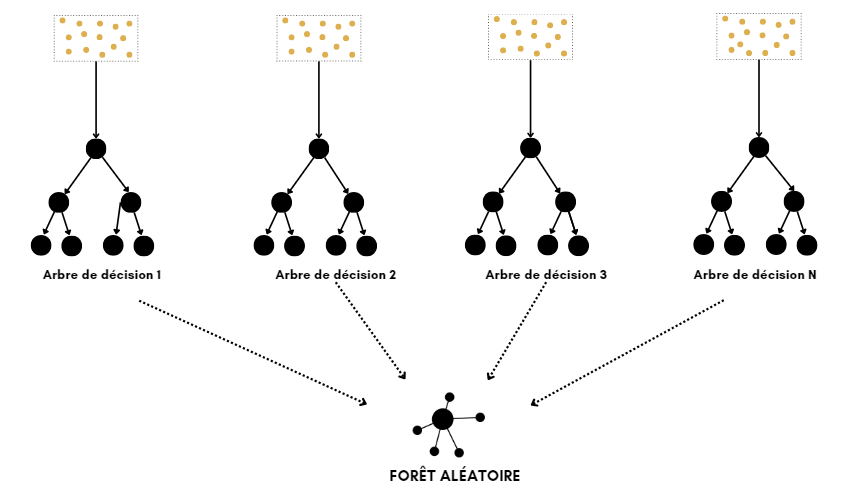 Arbre de décision 1
Arbre de décision 2
Arbre de décision 3
Arbre de décision N
FORÊT ALÉATOIRE